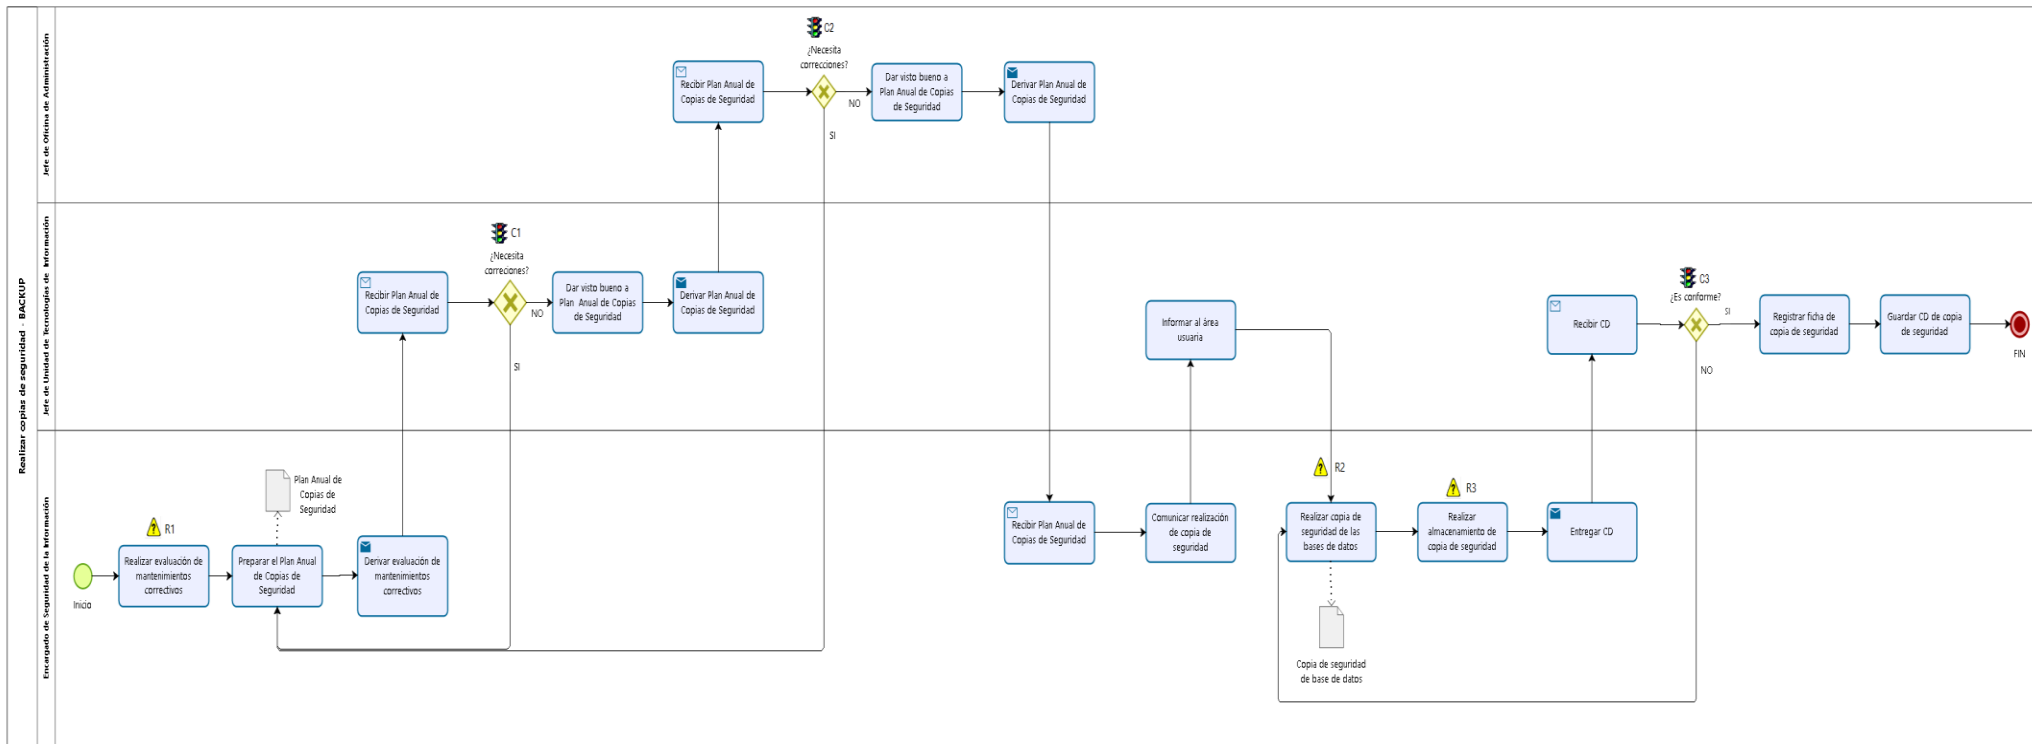 Realizar copias de seguridad - BACKUP
Jefe de Oficina de Administración
Recibir Plan Anual de
Copias de Seguridad
C2
¿Necesita
correcciones?
NO
SI
Dar visto bueno a
Plan Anual de Copias
de Seguridad
Derivar Plan Anual de
Copias de Seguridad
Jefe de Unidad de Tecnologías de Información
Recibir Plan Anual de
Copias de Seguridad
C1
¿Necesita
correciones?
NO
SI
Dar visto bueno a
Plan Anual de Copias
de Seguridad
Derivar Plan Anual de
Copias de Seguridad
Informar al área
usuaria
Recibir CD
C3
¿Es conforme?
SI
NO
Registrar ficha de
copia de seguridad
Guardar CD de copia
de seguridad
FIN
Encargado de Seguridad de la Información
Inicio
R1
Realizar evaluación de
mantenimientos
correctivos
Plan Anual de
Copias de
Seguridad
Preparar el Plan Anual
de Copias de
Seguridad
Derivar evaluación de
mantenimientos
correctivos
Recibir Plan Anual de
Copias de Seguridad
Comunicar realización
de copia de
seguridad
R2
Realizar copia de
seguridad de las
bases de datos
R3
Realizar
almacenamiento de
copia de seguridad
Entregar CD
Copia de seguridad
de base de datos